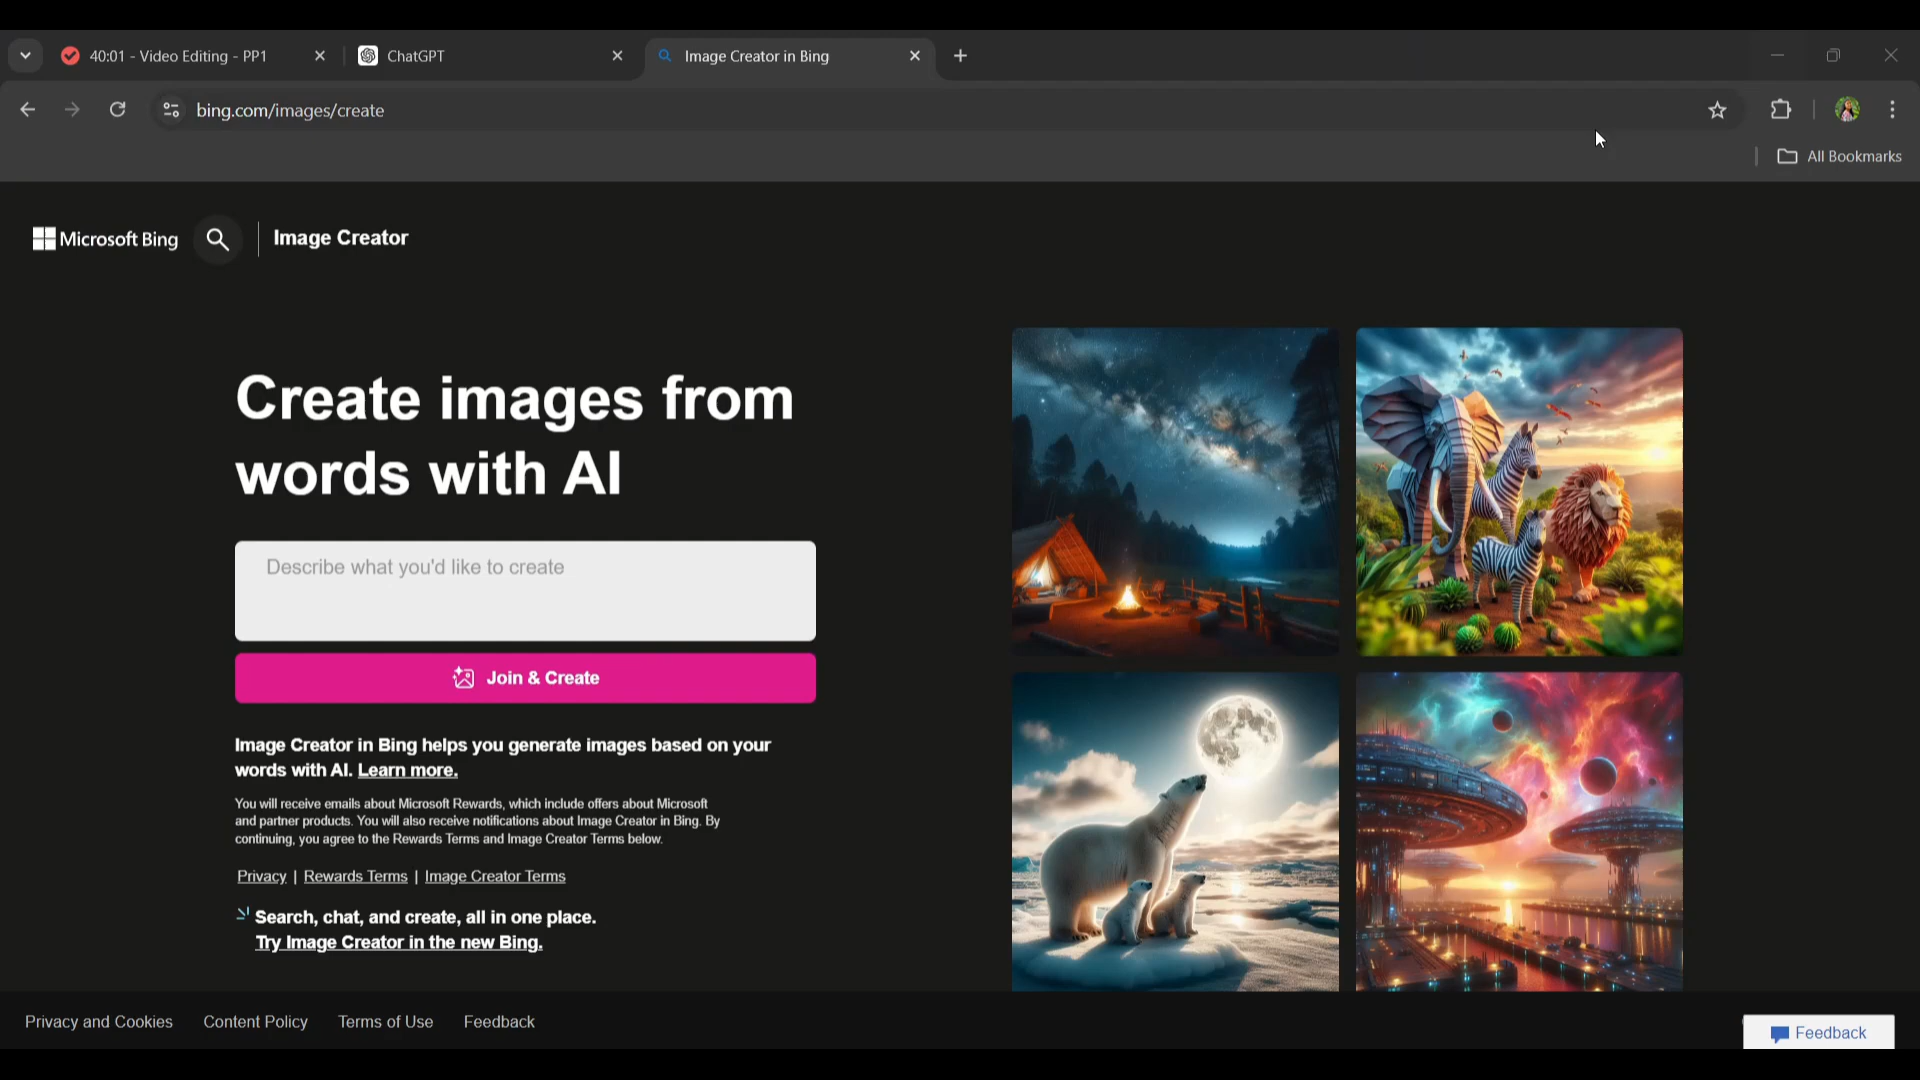 40:01 - Video Editing - PP1
ChatGPT
Image Creator in Bing
bing.com/images/create
All Bookmarks
Microsoft Bing
Image Creator
Create images from
words with AI
Describe what you'd like to create
Join & Create
Image Creator in Bing helps you generate images based on your
words with AI. Learn more.
You will receive emails about Microsoft Rewards, which include offers about Microsoft
and partner products. You will also receive notifications about Image Creator in Bing. By
continuing, you agree to the Rewards Terms and Image Creator Terms below.
Privacy | Rewards Terms | Image Creator Terms
Search, chat, and create, all in one place.
Try Image Creator in the new Bing.
Privacy and Cookies Content Policy Terms of Use Feedback
Feedback